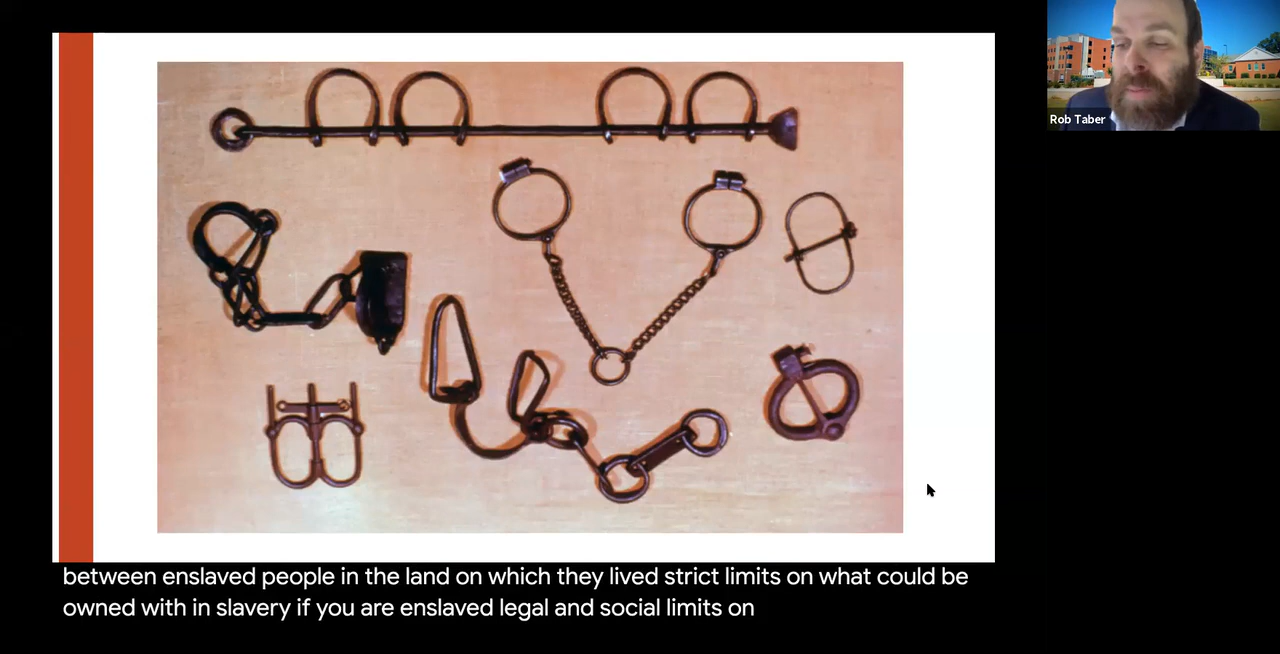 Rob Taber
between enslaved people in the land on which they lived strict limits on what could be
owned with in slavery if you are enslaved legal and social limits on